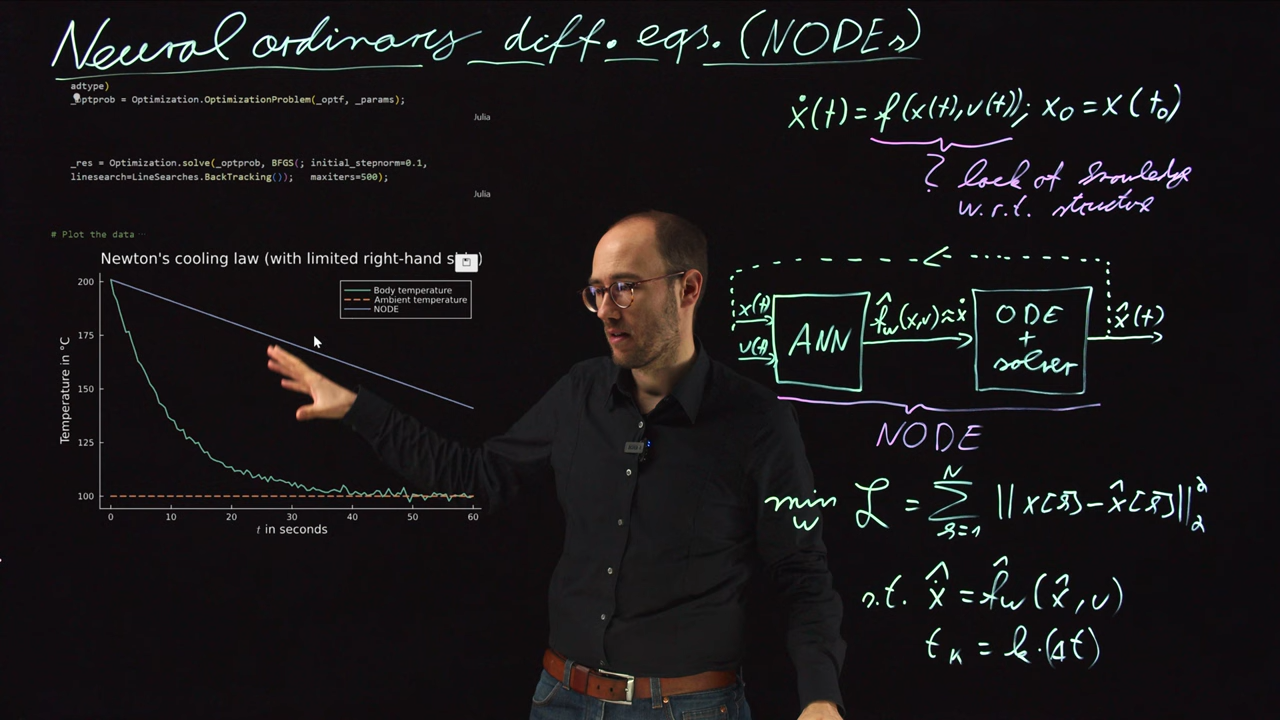 Neural ordinary diff. eqs. (NODEs)
adtype)
_optprob = Optimization.OptimizationProblem(_optf, _params);
Julia
_res = Optimization.solve(_optprob, BFGS(; initial_stepnorm=0.1,
linesearch=LineSearches.BackTracking()); maxiters=500);
Julia
# Plot the data ...
Newton's cooling law (with limited right-hand
Body temperature
Ambient temperature
NODE
Temperature in °C
200
175
150
125
100
0 10 20 30 40 50 60
t in seconds
ẋ(t) = f(x(t), u(t)); x₀ = x(t₀)
? lack of knowledge
w.r.t. structure
x(t)
u(t)
ANN
f̂w(x,u) ≈ ẋ
ODE
+
solver
x̂(t)
NODE
min w L = Σ k=1 N ||x[k] - x̂[k]||₂²
s.t. x̂̇ = f̂w(x̂, u)
tk = k·(Δt)